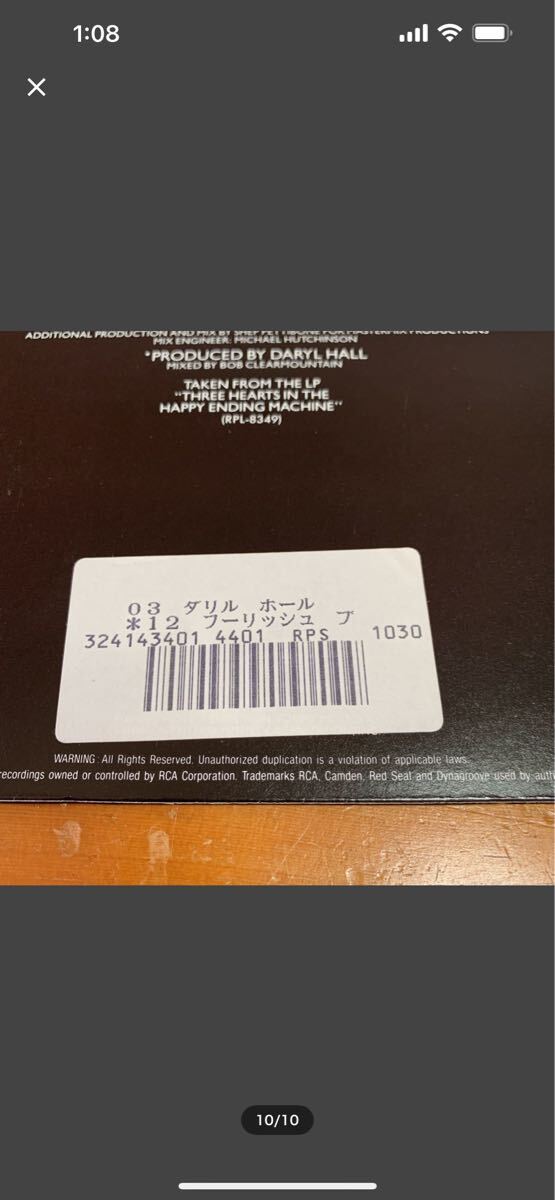 1:08
ADDITIONAL PRODUCTION AND MIX BY SHEP PETTIBONE FOR MASTERMIX PRODUCTIONS
MIX ENGINEER: MICHAEL HUTCHINSON
*PRODUCED BY DARYL HALL
MIXED BY BOB CLEARMOUNTAIN
TAKEN FROM THE LP
"THREE HEARTS IN THE
HAPPY ENDING MACHINE"
(RPL-8349)
03 ダリル ホール
*12 フーリッシュ プ
324143401 4401 RPS 1030
WARNING: All Rights Reserved. Unauthorized duplication is a violation of applicable laws.
recordings owned or controlled by RCA Corporation. Trademarks RCA, Camden, Red Seal and Dynagroove used by auth
10/10